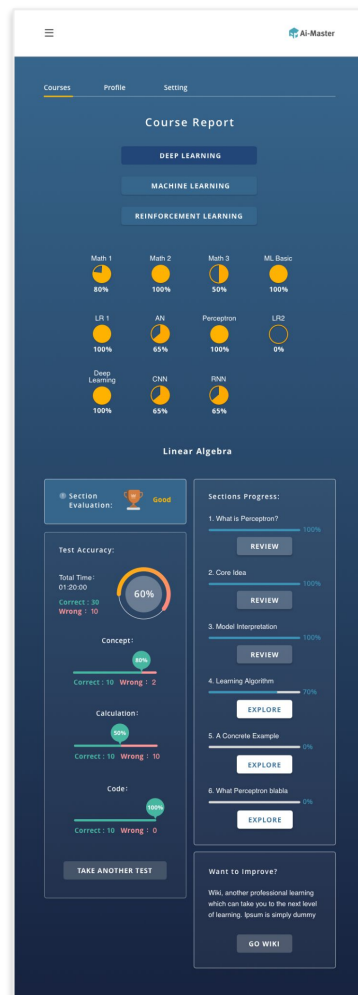 Ai-Master
Courses Profile Setting
Course Report
DEEP LEARNING
MACHINE LEARNING
REINFORCEMENT LEARNING
Math 1 Math 2 Math 3 ML Basic
80% 100% 50% 100%
LR 1 AN Perceptron LR2
100% 65% 100% 0%
Deep
Learning CNN RNN
100% 65% 65%
Linear Algebra
Section
Evaluation: Good
Test Accuracy:
Total Time:
01:20:00
Correct : 30
Wrong : 10
60%
Concept:
80%
Correct : 10 Wrong : 2
Calculation:
50%
Correct : 10 Wrong : 10
Code:
100%
Correct : 10 Wrong : 0
TAKE ANOTHER TEST
Sections Progress:
1. What is Perceptron?
100%
REVIEW
2. Core Idea
100%
REVIEW
3. Model Interpretation
100%
REVIEW
4. Learning Algorithm
70%
EXPLORE
5. A Concrete Example
0%
EXPLORE
6. What Perceptron blabla
0%
EXPLORE
Want to Improve?
Wiki, another professional learning
which can take you to the next level
of learning. Ipsum is simply dummy
GO WIKI